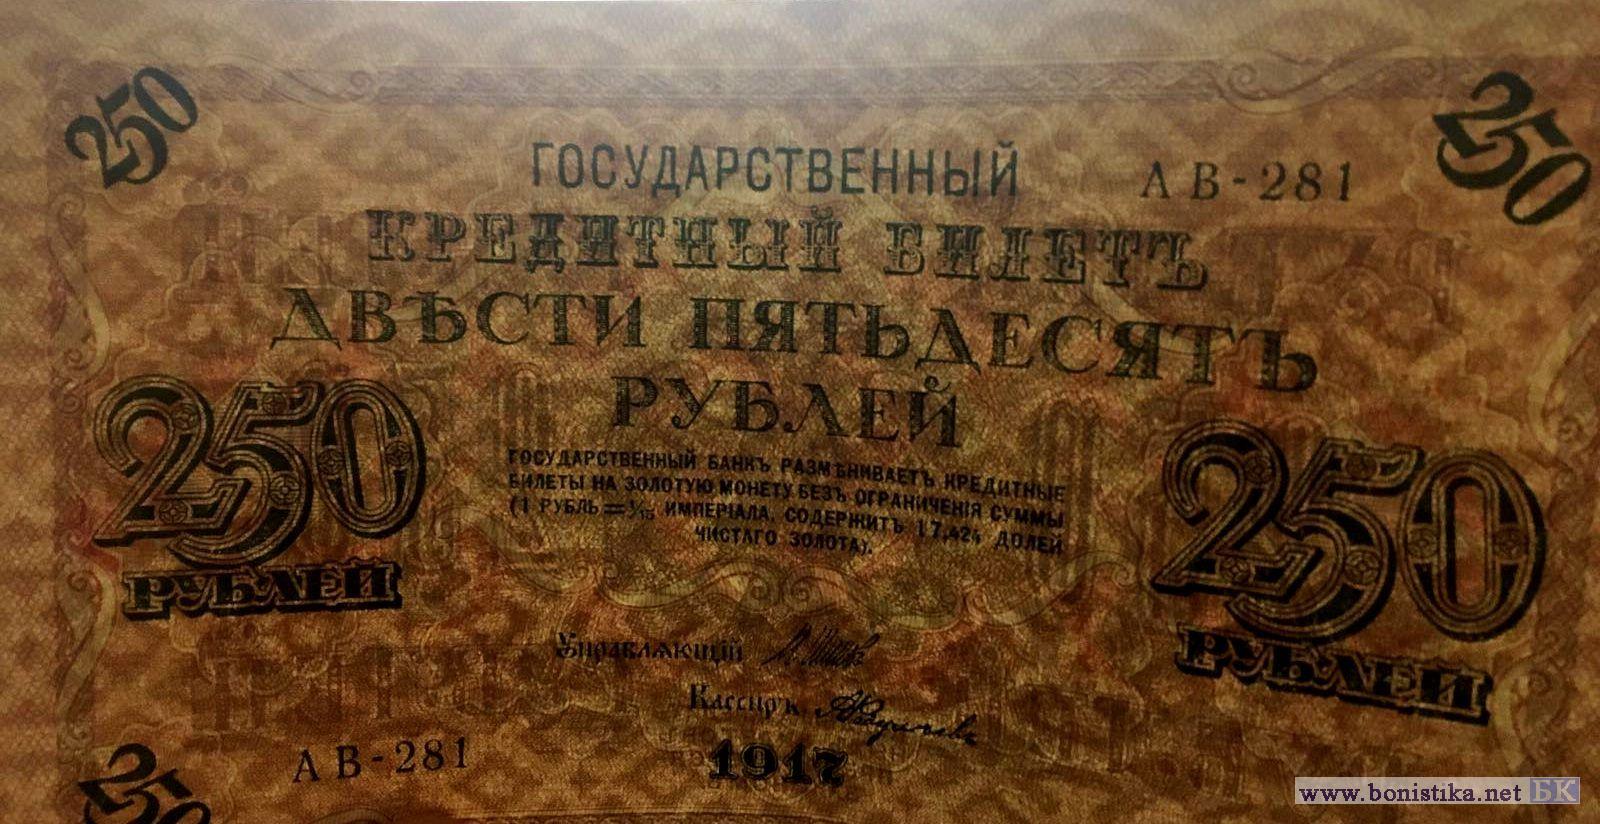 250
250
ГОСУДАРСТВЕННЫЙ
АВ-281
КРЕДИТНЫЙ БИЛЕТЪ
ДВѢСТИ ПЯТЬДЕСЯТЪ
РУБЛЕЙ
250
РУБЛЕЙ
250
РУБЛЕЙ
ГОСУДАРСТВЕННЫЙ БАНКЪ РАЗМѢНИВАЕТЪ КРЕДИТНЫЕ
БИЛЕТЫ НА ЗОЛОТУЮ МОНЕТУ БЕЗЪ ОГРАНИЧЕНІЯ СУММЫ
(1 РУБЛЬ = 1/15 ИМПЕРІАЛА, СОДЕРЖИТЪ 17,424 ДОЛЕЙ
ЧИСТАГО ЗОЛОТА).
Управляющій
Кассиръ
АВ-281
1917
250
www.bonistika.net БК